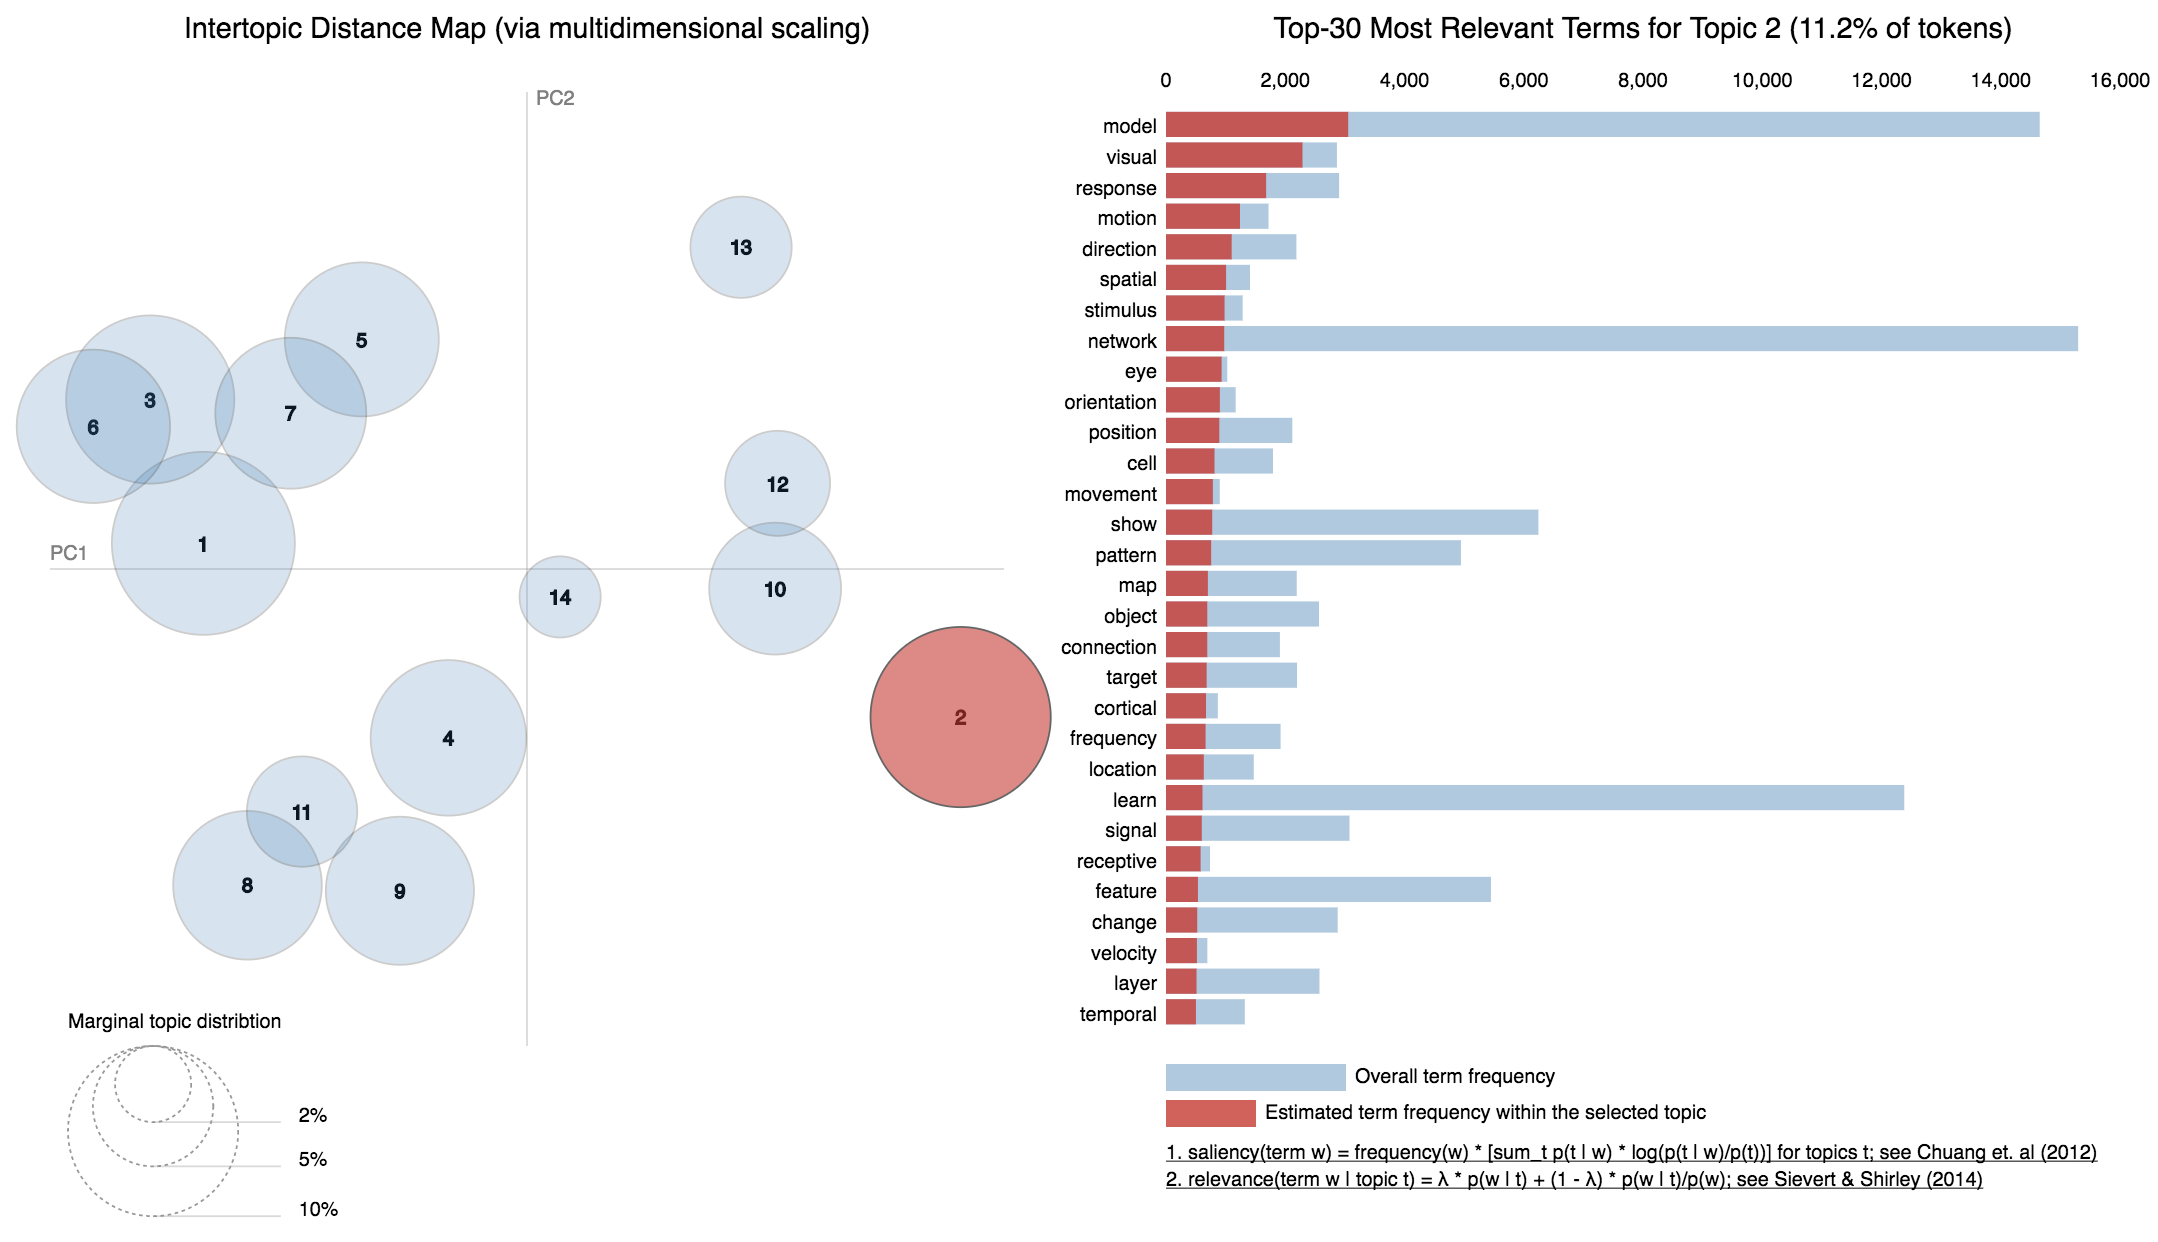 Intertopic Distance Map (via multidimensional scaling)
PC2
13
5
3
7
6
12
1
PC1
10
14
2
4
11
8
9
Marginal topic distribtion
2%
5%
10%
Top-30 Most Relevant Terms for Topic 2 (11.2% of tokens)
0 2,000 4,000 6,000 8,000 10,000 12,000 14,000 16,000
model
visual
response
motion
direction
spatial
stimulus
network
eye
orientation
position
cell
movement
show
pattern
map
object
connection
target
cortical
frequency
location
learn
signal
receptive
feature
change
velocity
layer
temporal
Overall term frequency
Estimated term frequency within the selected topic
1. saliency(term w) = frequency(w) * [sum_t p(t | w) * log(p(t | w)/p(t))] for topics t; see Chuang et. al (2012)
2. relevance(term w | topic t) = λ * p(w | t) + (1 - λ) * p(w | t)/p(w); see Sievert & Shirley (2014)